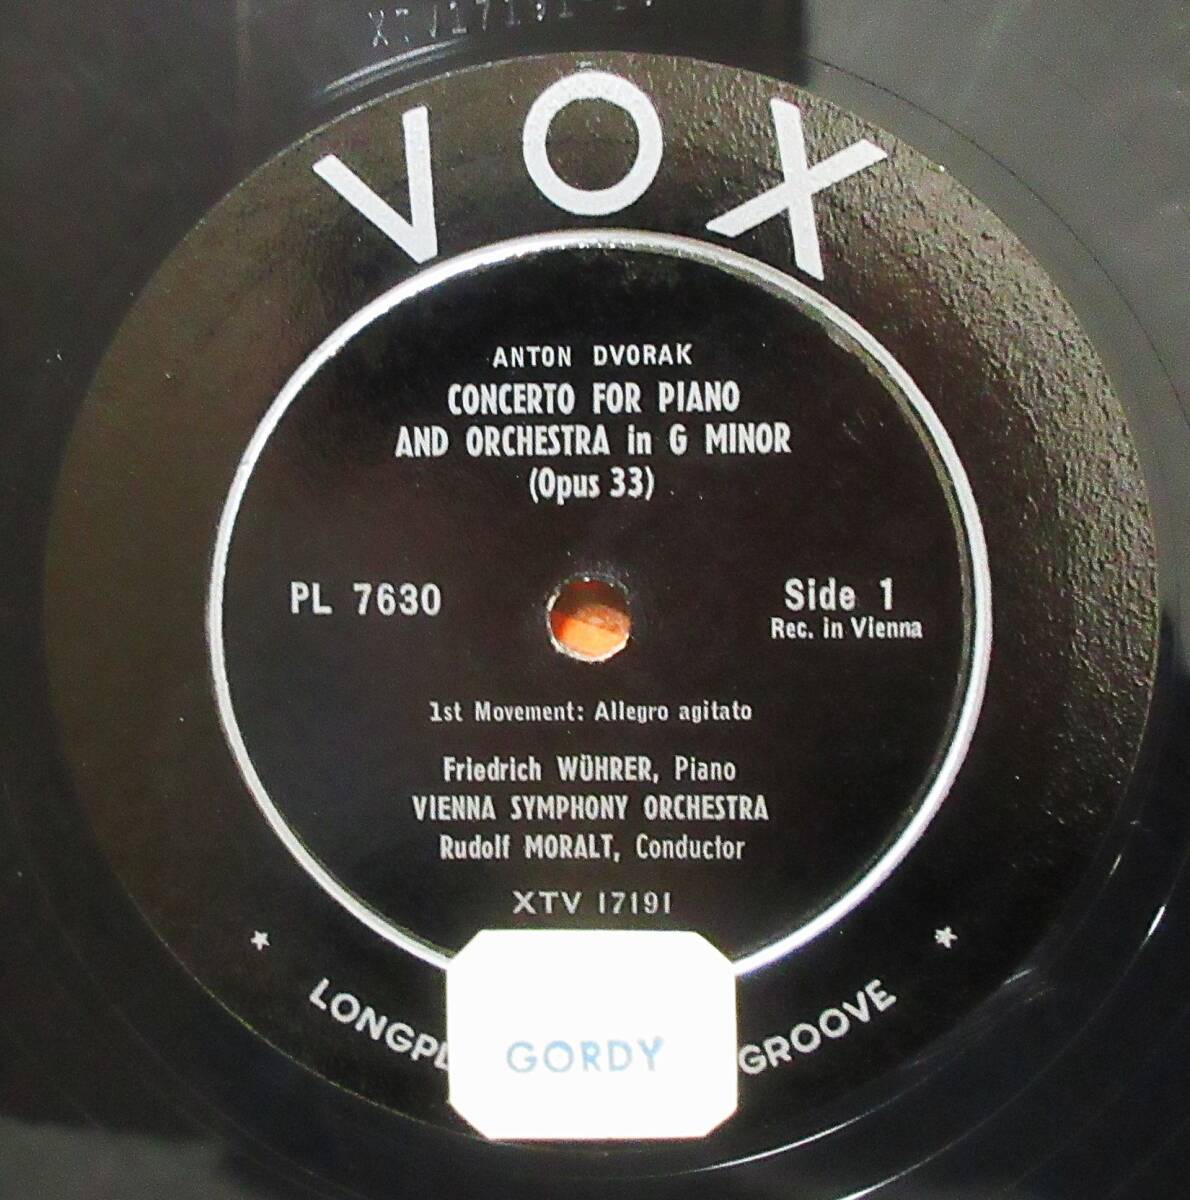 VOX
ANTON DVORAK
CONCERTO FOR PIANO
AND ORCHESTRA in G MINOR
(Opus 33)
PL 7630
Side 1
Rec. in Vienna
1st Movement: Allegro agitato
Friedrich WÜHRER, Piano
VIENNA SYMPHONY ORCHESTRA
Rudolf MORALT, Conductor
XTV 17191
LONGPL GROOVE
GORDY